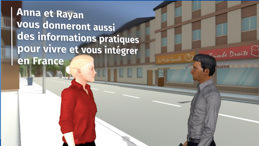 Anna et Rayan
vous donneront aussi
des informations pratiques
pour vivre et vous intégrer
en France